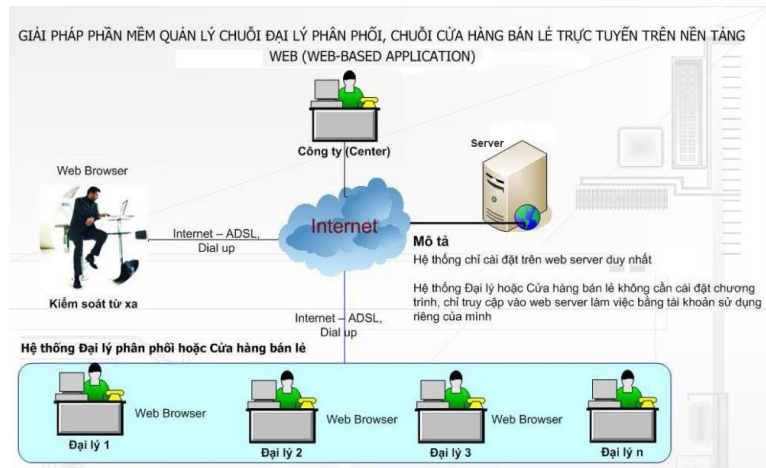 GIẢI PHÁP PHẦN MỀM QUẢN LÝ CHUỖI ĐẠI LÝ PHÂN PHỐI, CHUỖI CỬA HÀNG BÁN LẺ TRỰC TUYẾN TRÊN NỀN TẢNG
WEB (WEB-BASED APPLICATION)
Công ty (Center)
Server
Web Browser
Internet
Internet – ADSL,
Dial up
Kiểm soát từ xa
Mô tả
Hệ thống chỉ cài đặt trên web server duy nhất
Hệ thống Đại lý hoặc Cửa hàng bán lẻ không cần cài đặt chương
trình, chỉ truy cập vào web server làm việc bằng tài khoản sử dụng
riêng của mình
Internet – ADSL,
Dial up
Hệ thống Đại lý phân phối hoặc Cửa hàng bán lẻ
Web Browser
Web Browser
Web Browser
Đại lý 1
Đại lý 2
Đại lý 3
Đại lý n